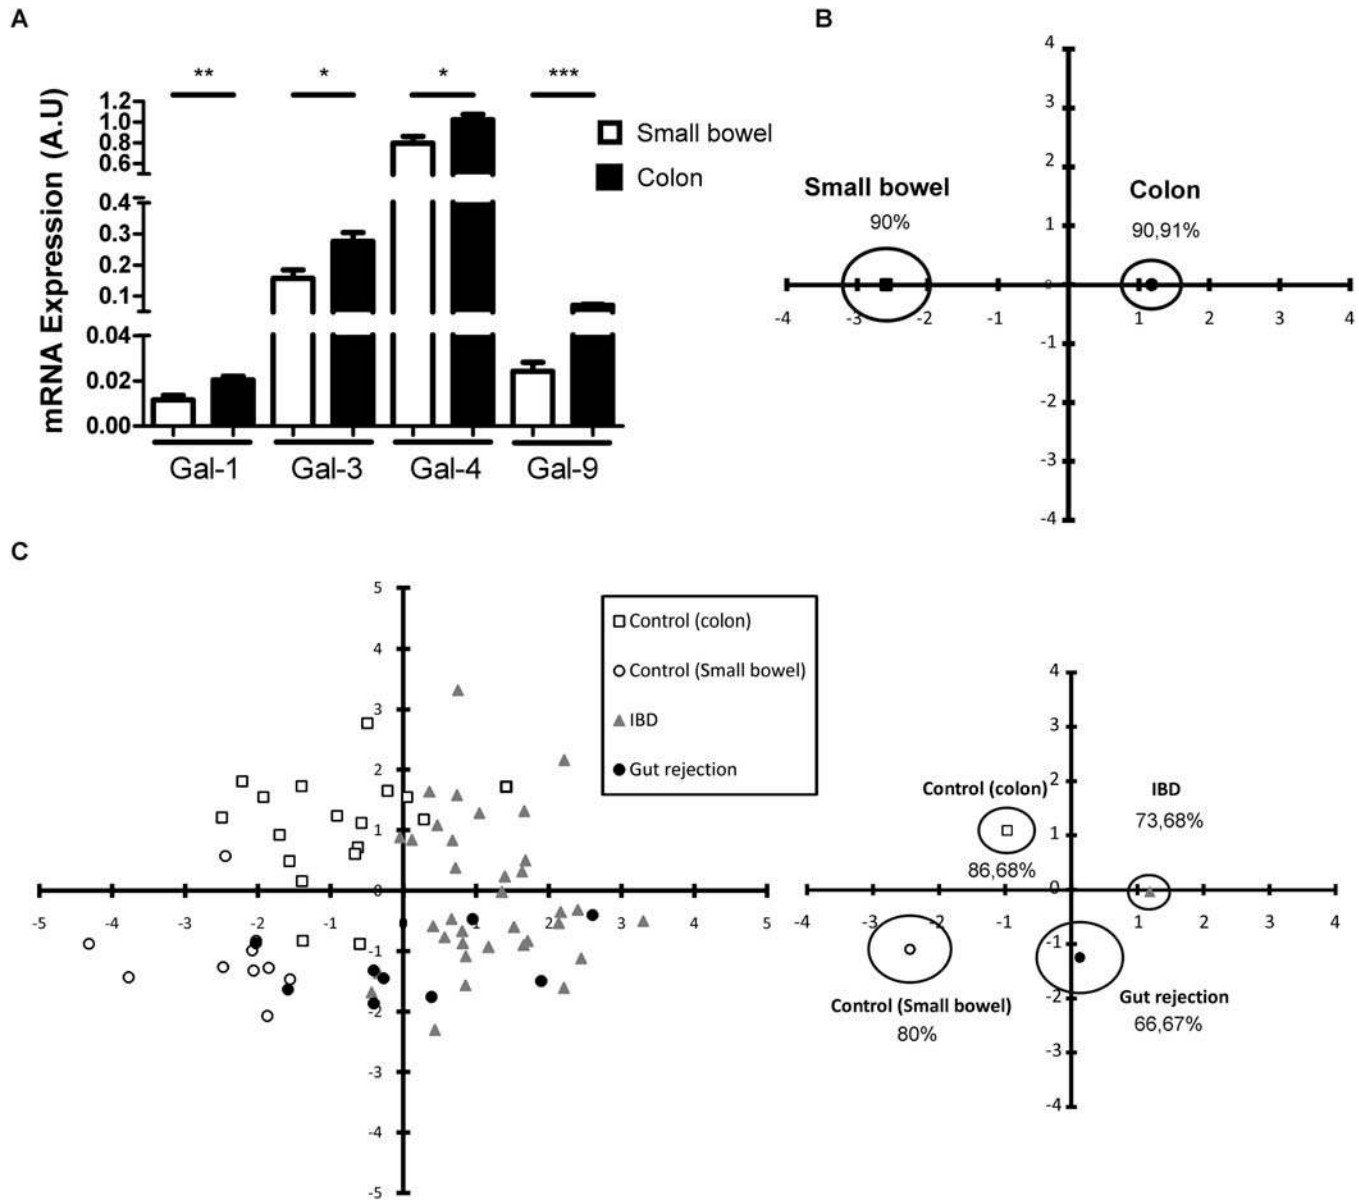 A
B
** * * ***
1.2
1.0
0.8
0.6
0.4
0.3
0.2
0.1
0.04
0.02
0.00
mRNA Expression (A.U)
Small bowel
Colon
Gal-1 Gal-3 Gal-4 Gal-9
4
3
2
Small bowel
90%
Colon
90,91%
1
0
-4 -3 -2 -1 1 2 3 4
-1
-2
-3
-4
C
5
4
3
2
1
0
-5 -4 -3 -2 -1 0 1 2 3 4 5
-1
-2
-3
-4
-5
Control (colon)
Control (Small bowel)
IBD
Gut rejection
4
3
2
Control (colon)
86,68%
IBD
73,68%
1
0
-4 -3 -2 -1 1 2 3 4
-1
Control (Small bowel)
80%
-2
Gut rejection
66,67%
-3
-4